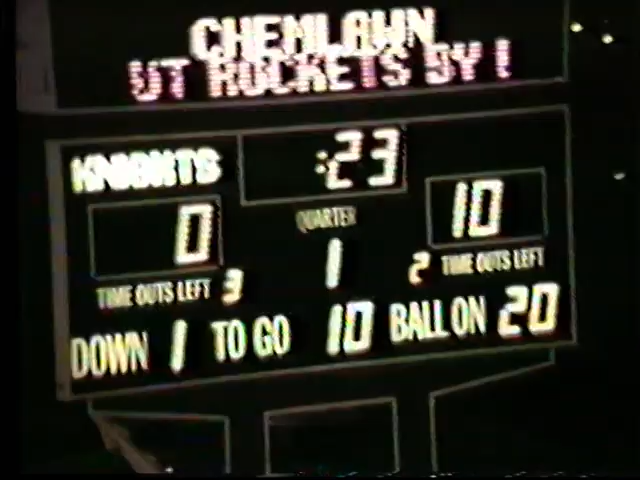 CHEMLAWN
UT ROCKETS BY L
KNIGHTS :23
0 QUARTER 10
TIME OUTS LEFT 3 1 2 TIME OUTS LEFT
DOWN 1 TO GO 10 BALL ON 20